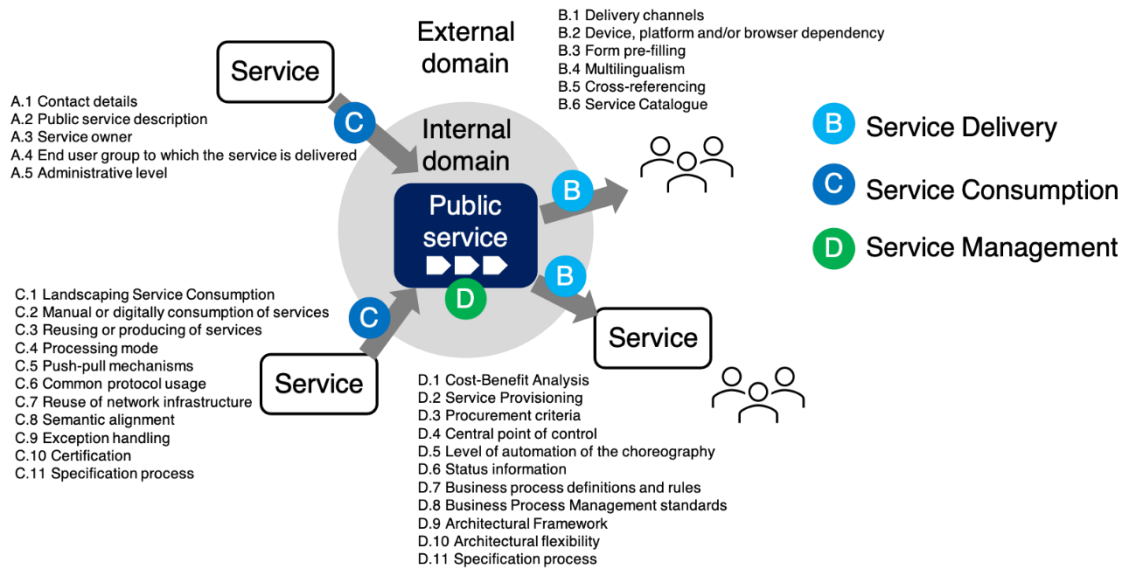 External
domain
Service
C
A.1 Contact details
A.2 Public service description
A.3 Service owner
A.4 End user group to which the service is delivered
A.5 Administrative level
B.1 Delivery channels
B.2 Device, platform and/or browser dependency
B.3 Form pre-filling
B.4 Multilingualism
B.5 Cross-referencing
B.6 Service Catalogue
Internal
domain
Public
service
B
B
D
B Service Delivery
C Service Consumption
D Service Management
C.1 Landscaping Service Consumption
C.2 Manual or digitally consumption of services
C.3 Reusing or producing of services
C.4 Processing mode
C.5 Push-pull mechanisms
C.6 Common protocol usage
C.7 Reuse of network infrastructure
C.8 Semantic alignment
C.9 Exception handling
C.10 Certification
C.11 Specification process
C
Service
Service
D.1 Cost-Benefit Analysis
D.2 Service Provisioning
D.3 Procurement criteria
D.4 Central point of control
D.5 Level of automation of the choreography
D.6 Status information
D.7 Business process definitions and rules
D.8 Business Process Management standards
D.9 Architectural Framework
D.10 Architectural flexibility
D.11 Specification process